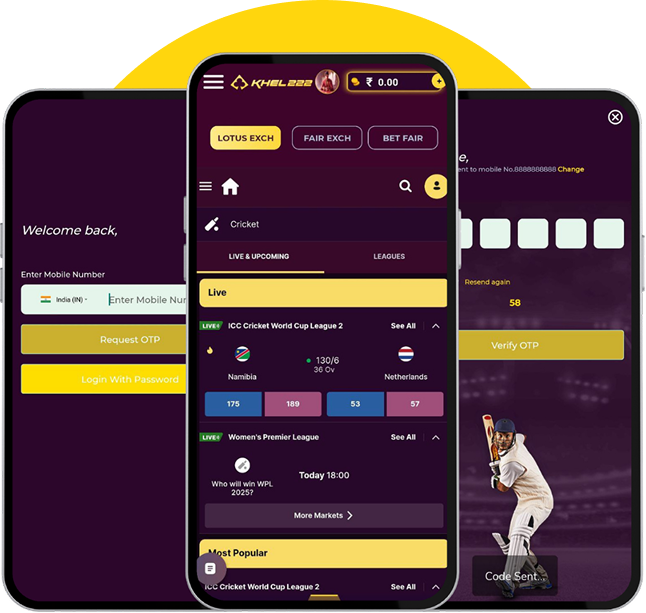 Welcome back,
Enter Mobile Number
India (IN)
Enter Mobile Nur
Request OTP
Login With Password
KHEL222
₹ 0.00
LOTUS EXCH
FAIR EXCH
BET FAIR
Cricket
LIVE & UPCOMING
LEAGUES
Live
LIVE ICC Cricket World Cup League 2 See All
130/6
36 Ov
Namibia
Netherlands
175 189 53 57
LIVE Women's Premier League See All
Who will win WPL
2025?
Today 18:00
More Markets
Most Popular
ICC Cricket World Cup League 2 See All
e,
ent to mobile No.8888888888 Change
Resend again
58
Verify OTP
Code Sent...